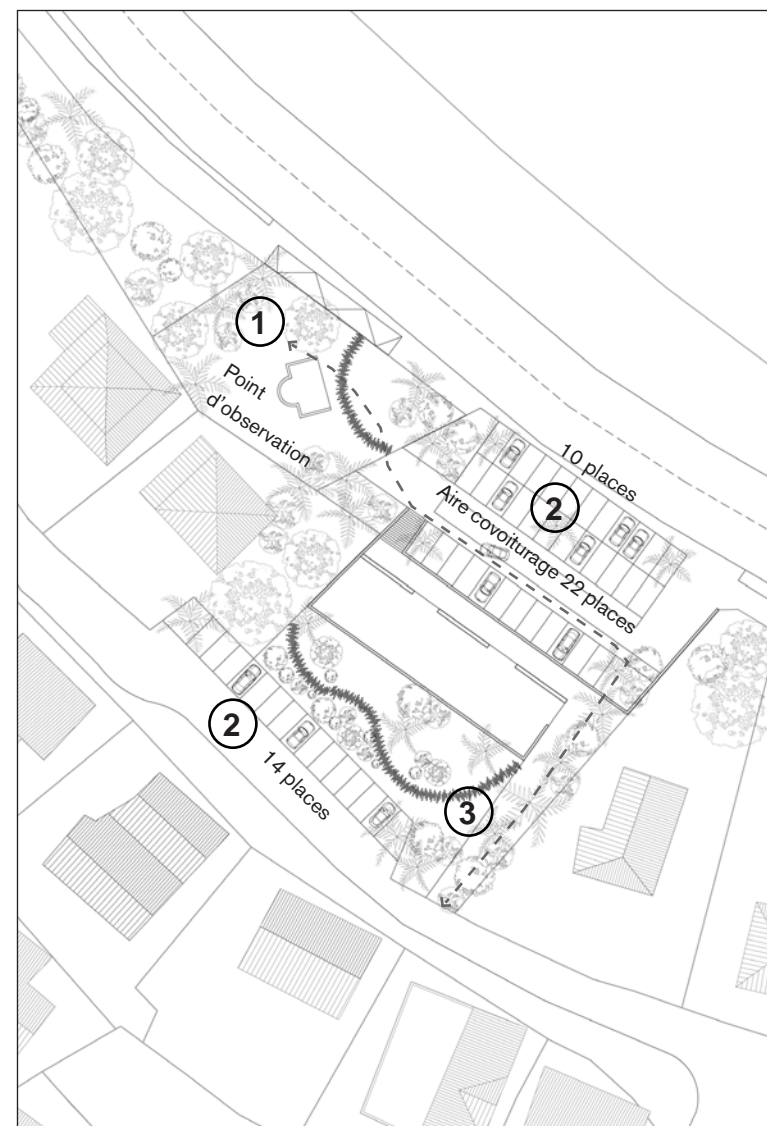 1
Point
d'observation
10 places
2
Aire covoiturage 22 places
2
14 places
3